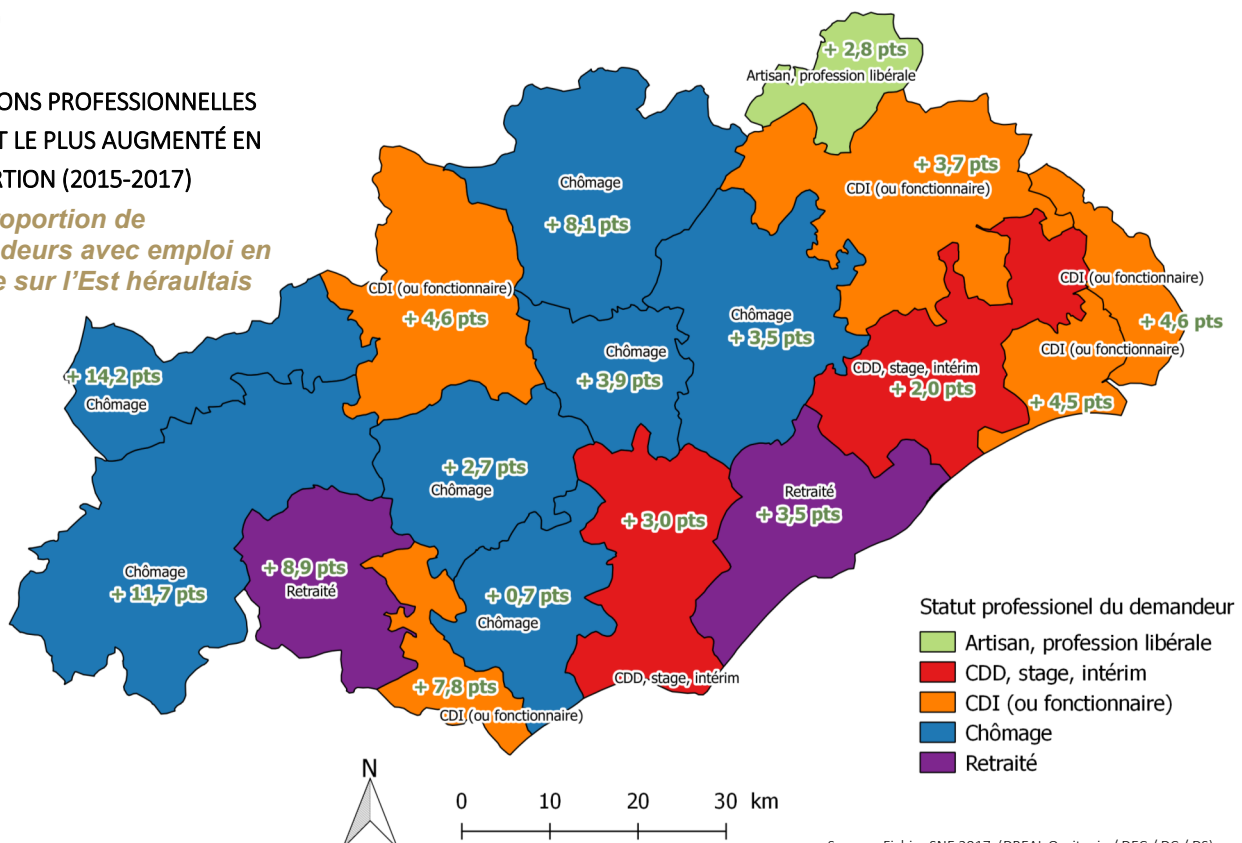 ONS PROFESSIONNELLES
T LE PLUS AUGMENTÉ EN
RTION (2015-2017)
oportion de
deurs avec emploi en
e sur l'Est héraultais
+ 2,8 pts
Artisan, profession libérale
+ 3,7 pts
CDI (ou fonctionnaire)
Chômage
+ 8,1 pts
CDI (ou fonctionnaire)
+ 4,6 pts
CDI (ou fonctionnaire)
+ 4,6 pts
Chômage
+ 3,5 pts
CDI (ou fonctionnaire)
+ 4,5 pts
Chômage
+ 3,9 pts
CDD, stage, intérim
+ 2,0 pts
+ 14,2 pts
Chômage
+ 2,7 pts
Chômage
Retraité
+ 3,5 pts
+ 3,0 pts
CDD, stage, intérim
Chômage
+ 11,7 pts
+ 8,9 pts
Retraité
+ 0,7 pts
Chômage
+ 7,8 pts
CDI (ou fonctionnaire)
Statut professionel du demandeur
Artisan, profession libérale
CDD, stage, intérim
CDI (ou fonctionnaire)
Chômage
Retraité
N
0 10 20 30 km